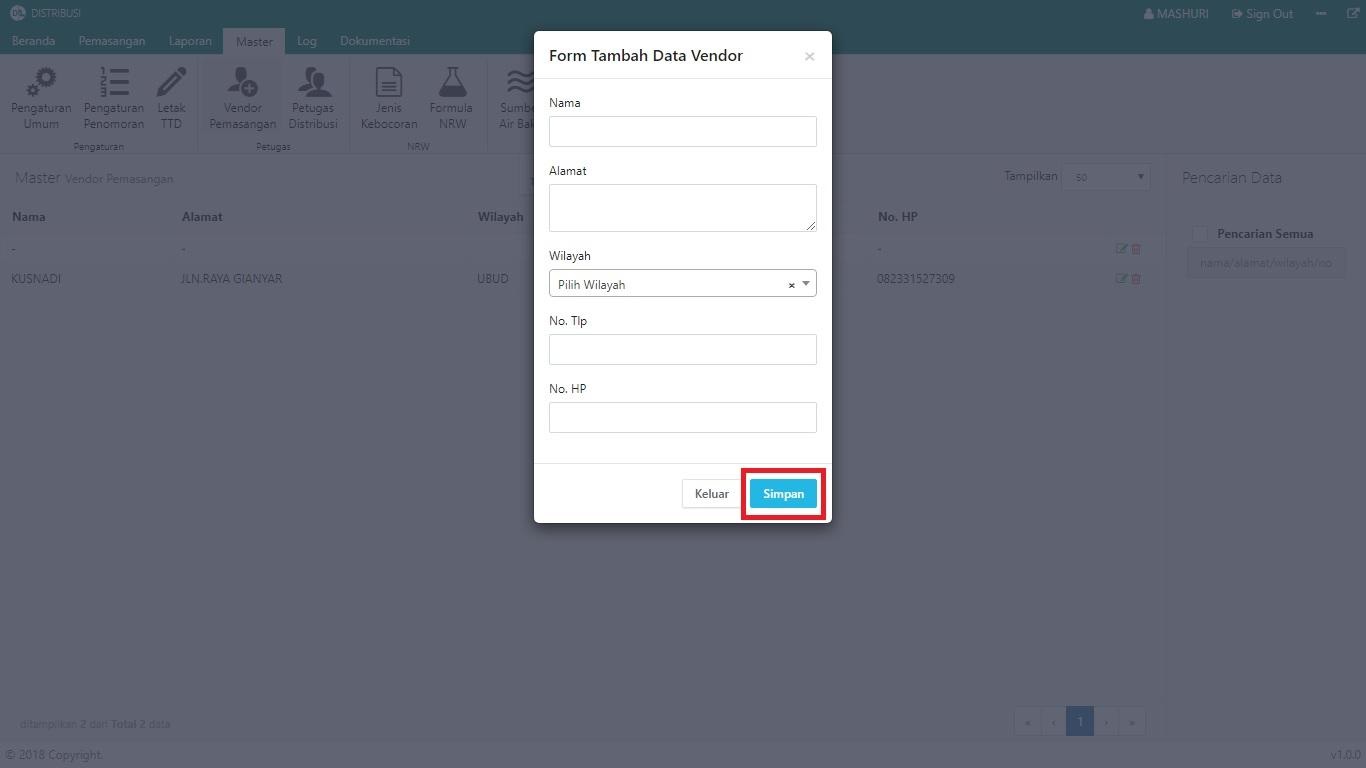 DISTRIBUSI
MASHURI Sign Out
Beranda Pemasangan Laporan Master Log Dokumentasi
Pengaturan Umum
Pengaturan Penomoran
Letak TTD
Vendor Pemasangan
Petugas Distribusi
Jenis Kebocoran
Formula NRW
Pengaturan Petugas NRW
Master Vendor Pemasangan
Tampilkan 50
Pencarian Data
Nama Alamat Wilayah No. HP
- - -
KUSNADI JLN.RAYA GIANYAR UBUD 082331527309
Pencarian Semua
nama/alamat/wilayah/no
Form Tambah Data Vendor ×
Nama
Alamat
Wilayah
Pilih Wilayah ×
No. Tlp
No. HP
Keluar Simpan
ditampilkan 2 dari Total 2 data
« ‹ 1 › »
© 2018 Copyright.
v1.0.0